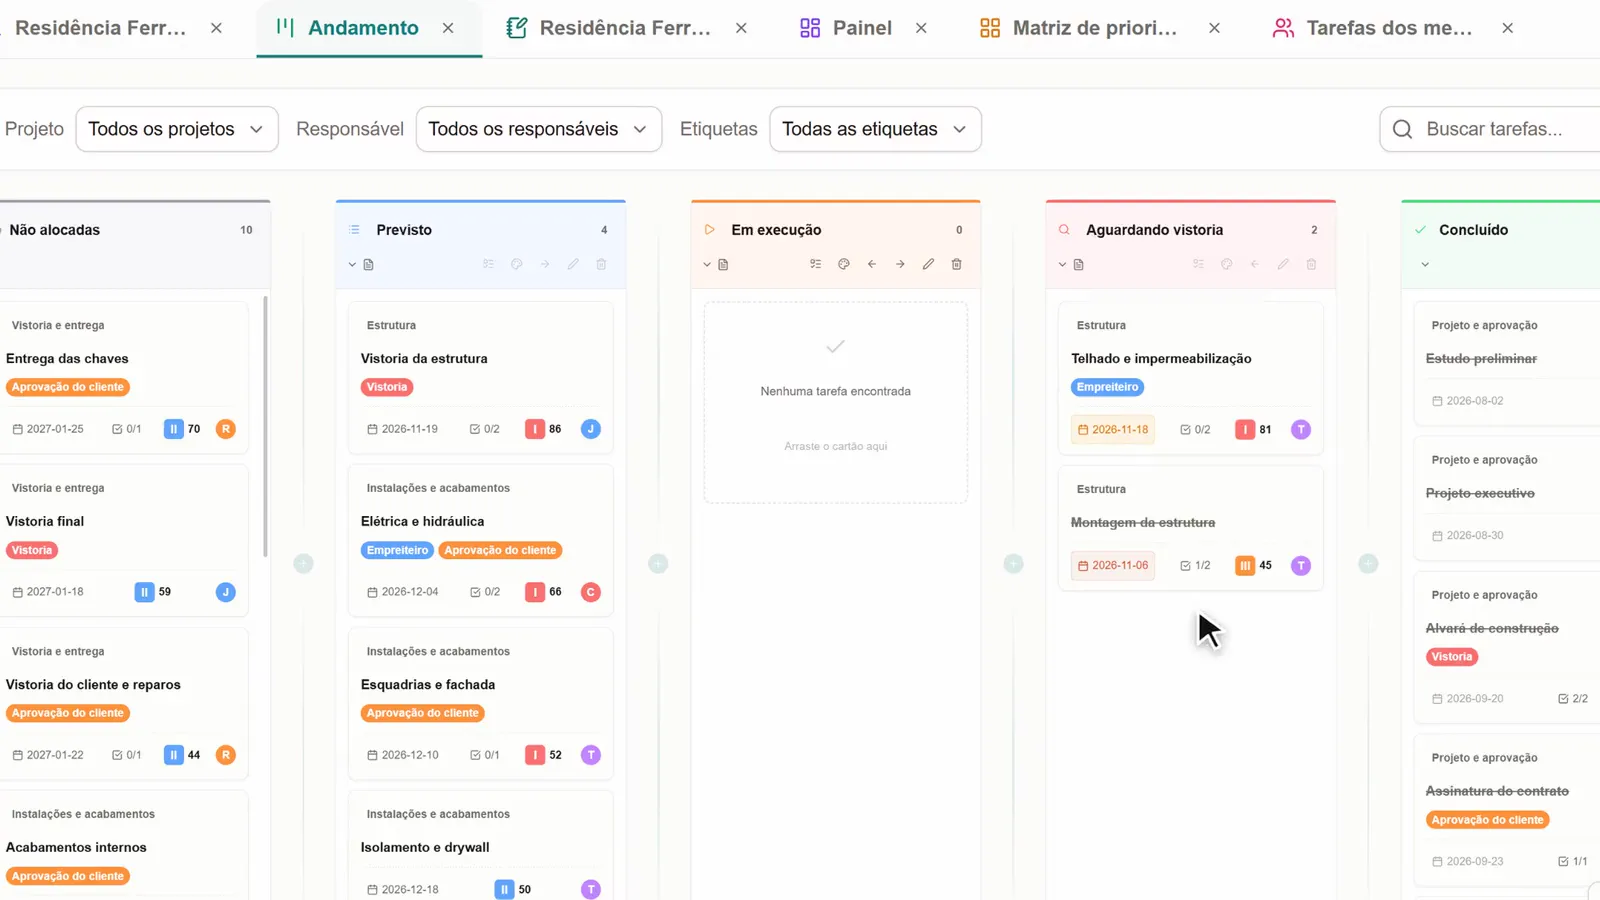 Residência Ferr...
Andamento
Residência Ferr...
Painel
Matriz de priori...
Tarefas dos me...
Projeto
Todos os projetos
Responsável
Todos os responsáveis
Etiquetas
Todas as etiquetas
Buscar tarefas...
Não alocadas
10
Vistoria e entrega
Entrega das chaves
Aprovação do cliente
2027-01-25
0/1
II
70
R
Vistoria e entrega
Vistoria final
Vistoria
2027-01-18
II
59
J
Vistoria e entrega
Vistoria do cliente e reparos
Aprovação do cliente
2027-01-22
0/1
II
44
R
Instalações e acabamentos
Acabamentos internos
Aprovação do cliente
Previsto
4
Estrutura
Vistoria da estrutura
Vistoria
2026-11-19
0/2
I
86
J
Instalações e acabamentos
Elétrica e hidráulica
Empreiteiro
Aprovação do cliente
2026-12-04
0/2
I
66
C
Instalações e acabamentos
Esquadrias e fachada
Aprovação do cliente
2026-12-10
0/1
I
52
T
Instalações e acabamentos
Isolamento e drywall
2026-12-18
II
50
T
Em execução
0
Nenhuma tarefa encontrada
Arraste o cartão aqui
Aguardando vistoria
2
Estrutura
Telhado e impermeabilização
Empreiteiro
2026-11-18
0/2
I
81
T
Estrutura
Montagem da estrutura
2026-11-06
1/2
III
45
T
Concluído
Projeto e aprovação
Estudo preliminar
2026-08-02
Projeto e aprovação
Projeto executivo
2026-08-30
Projeto e aprovação
Alvará de construção
Vistoria
2026-09-20
2/2
Projeto e aprovação
Assinatura do contrato
Aprovação do cliente
2026-09-23
1/1